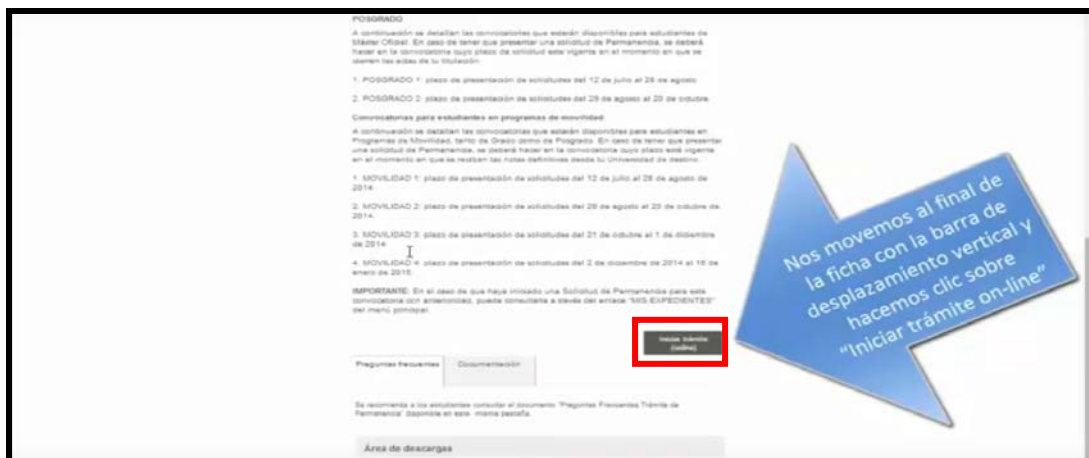 POSGRADO
A continuación se detallan las convocatorias que estarán disponibles para estudiantes de
Máster Oficial. En caso de tener que presentar una solicitud de Permanencia, se deberá
hacer en la convocatoria cuyo plazo de solicitud este vigente en el momento en que se
cierren las actas de tu titulación
1. POSGRADO 1: plazo de presentación de solicitudes del 12 de julio al 28 de agosto
2. POSGRADO 2: plazo de presentación de solicitudes del 29 de agosto al 20 de octubre
Convocatorias para estudiantes en programas de movilidad
A continuación se detallan las convocatorias que estarán disponibles para estudiantes en
Programas de Movilidad, tanto de Grado como de Posgrado. En caso de tener que presentar
una solicitud de Permanencia, se deberá hacer en la convocatoria cuyo plazo esté vigente
en el momento en que se reciban las notas definitivas desde tu Universidad de destino.
1. MOVILIDAD 1: plazo de presentación de solicitudes del 12 de julio al 28 de agosto de
2014.
2. MOVILIDAD 2: plazo de presentación de solicitudes del 29 de agosto al 20 de octubre de
2014.
3. MOVILIDAD 3: plazo de presentación de solicitudes del 21 de octubre al 1 de diciembre
de 2014
4. MOVILIDAD 4: plazo de presentación de solicitudes del 2 de diciembre de 2014 al 16 de
enero de 2015.
IMPORTANTE: En el caso de que haya iniciado una Solicitud de Permanencia para esta
convocatoria con anterioridad, puede consultarla a través del enlace "MIS EXPEDIENTES"
del menú principal.
Iniciar trámite
(online)
Nos movemos al final de
la ficha con la barra de
desplazamiento vertical y
hacemos clic sobre
"Iniciar trámite on-line"
Preguntas frecuentes
Documentación
Se recomienda a los estudiantes consultar el documento "Preguntas Frecuentes Trámite de
Permanencia" disponible en esta misma pestaña.
Área de descargas